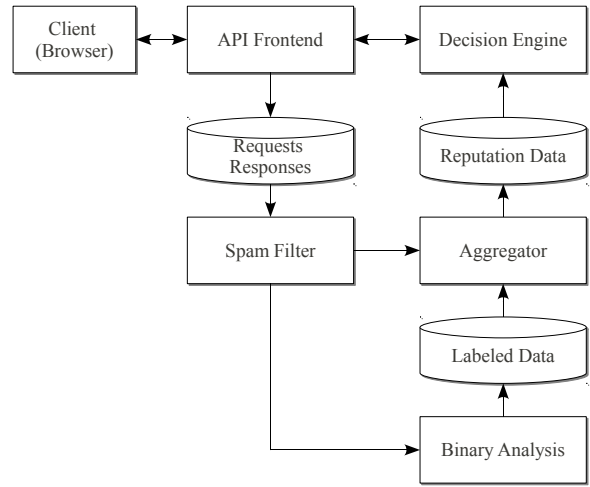 Client
(Browser)
API Frontend
Decision Engine
Requests
Responses
Reputation Data
Spam Filter
Aggregator
Labeled Data
Binary Analysis